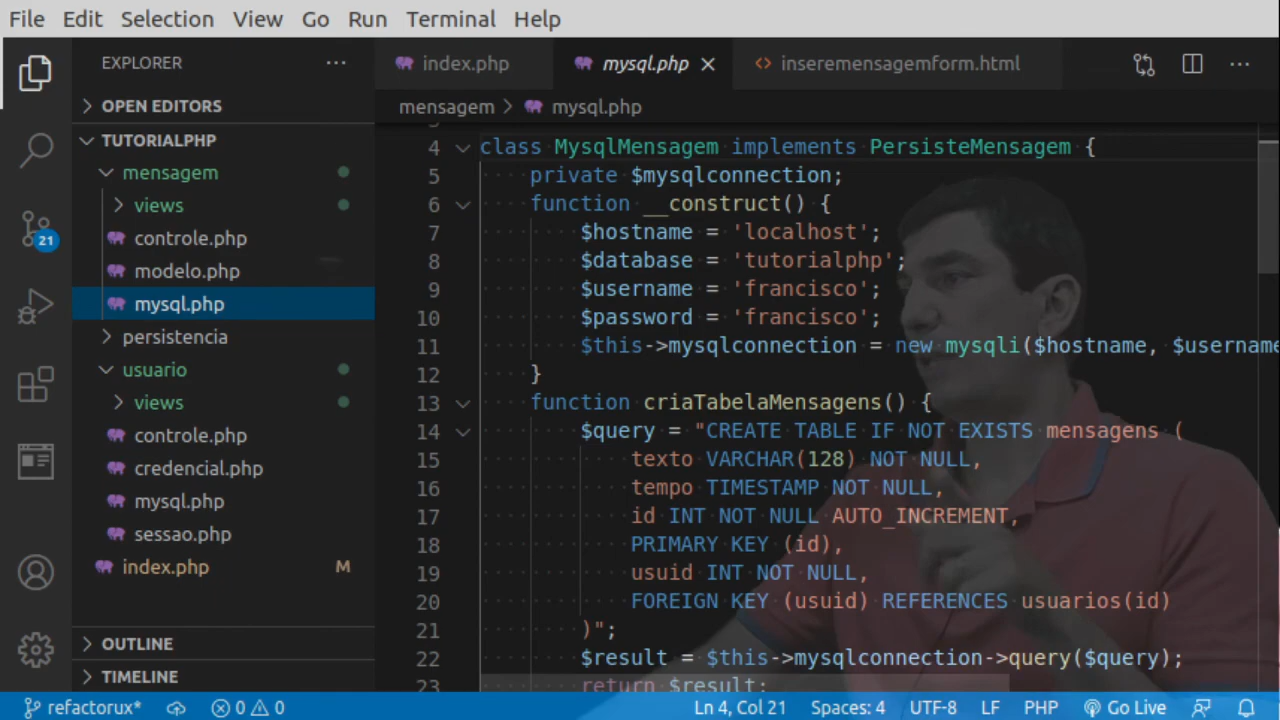 File Edit Selection View Go Run Terminal Help
EXPLORER
index.php mysql.php inseremensagemform.html
OPEN EDITORS
mensagem > mysql.php
TUTORIALPHP
mensagem
views
controle.php
modelo.php
mysql.php
persistencia
usuario
views
controle.php
credencial.php
mysql.php
sessao.php
index.php M
OUTLINE
TIMELINE
21
4 class MysqlMensagem implements PersisteMensagem {
5 private $mysqlconnection;
6 function __construct() {
7 $hostname = 'localhost';
8 $database = 'tutorialphp';
9 $username = 'francisco';
10 $password = 'francisco';
11 $this->mysqlconnection = new mysqli($hostname, $username
12 }
13 function criaTabelaMensagens() {
14 $query = "CREATE TABLE IF NOT EXISTS mensagens (
15 texto VARCHAR(128) NOT NULL,
16 tempo TIMESTAMP NOT NULL,
17 id INT NOT NULL AUTO_INCREMENT,
18 PRIMARY KEY (id),
19 usuid INT NOT NULL,
20 FOREIGN KEY (usuid) REFERENCES usuarios(id)
21 )";
22 $result = $this->mysqlconnection->query($query);
23 return $result;
refactorux* 0 0 Ln 4, Col 21 Spaces: 4 UTF-8 LF PHP Go Live